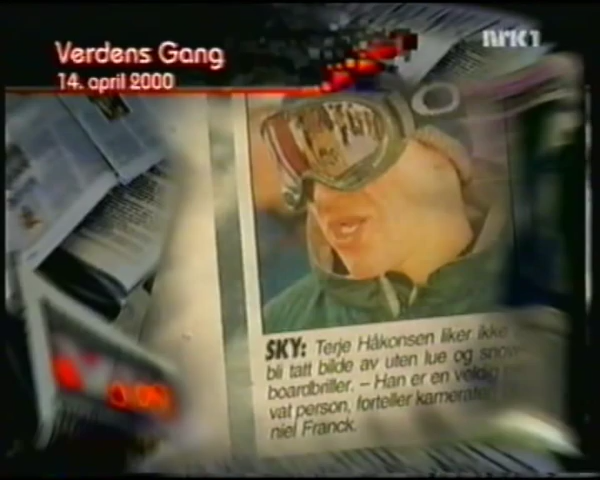 Verdens Gang
14. april 2000
nrk1
SKY: Terje Håkonsen liker ikke
bli tatt bilde av uten lue og snow-
boardbriller. – Han er en veldig
vat person, forteller kamerat
niel Franck.